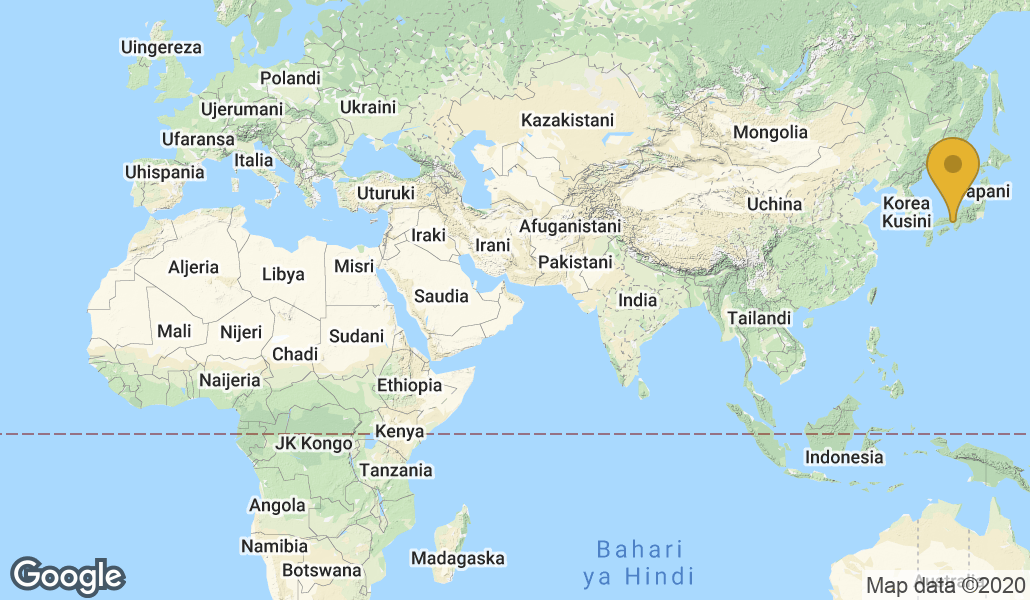 Uingereza
Polandi
Ujerumani
Ukraini
Kazakistani
Ufaransa
Mongolia
Italia
Uhispania
Uturuki
apani
Uchina
Korea
Kusini
Afuganistani
Iraki
Irani
Pakistani
Aljeria
Libya
Misri
Saudia
India
Tailandi
Mali
Nijeri
Sudani
Chadi
Naijeria
Ethiopia
Kenya
JK Kongo
Indonesia
Tanzania
Angola
Namibia
Madagaska
Bahari
ya Hindi
Botswana
Google
Australia
Map data ©2020